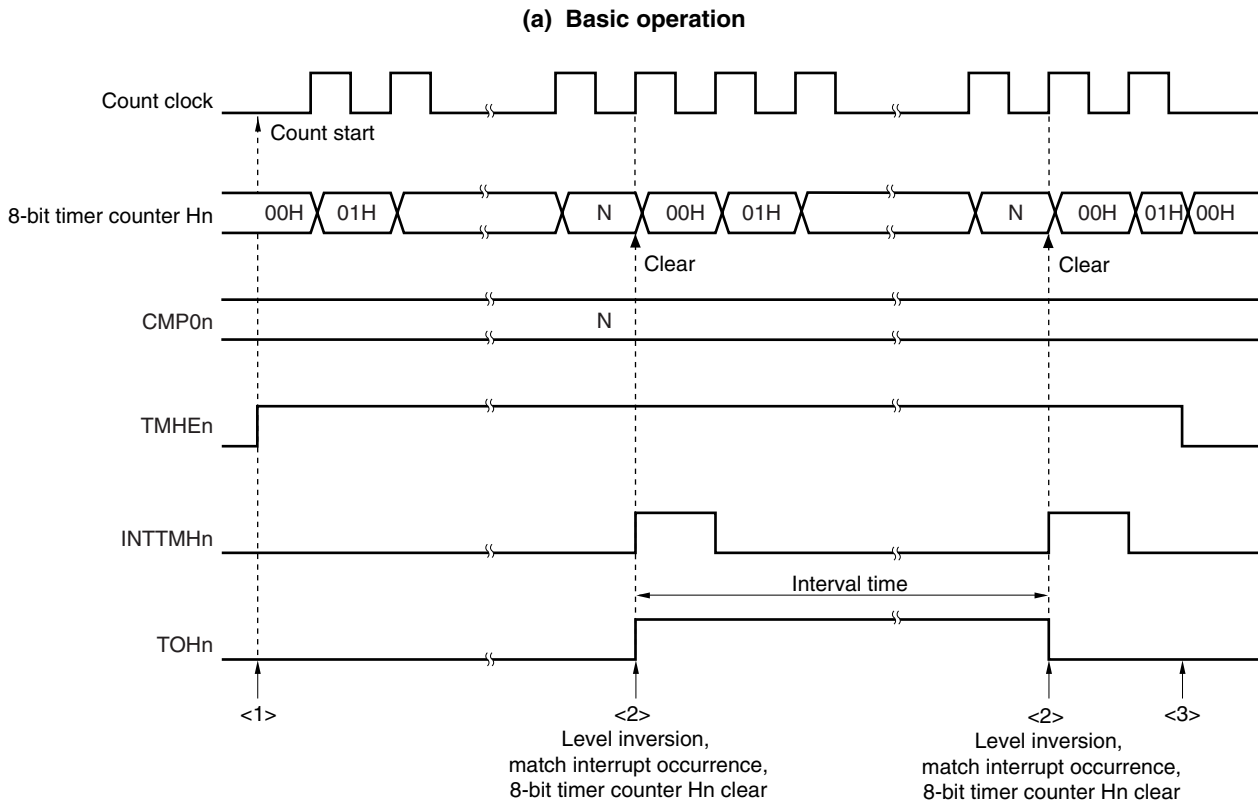 (a) Basic operation
Count clock
Count start
8-bit timer counter Hn
00H 01H N 00H 01H N 00H 01H 00H
Clear Clear
CMP0n
N
TMHEn
INTTMHn
Interval time
TOHn
<1> <2> <2> <3>
Level inversion,
match interrupt occurrence,
8-bit timer counter Hn clear
Level inversion,
match interrupt occurrence,
8-bit timer counter Hn clear